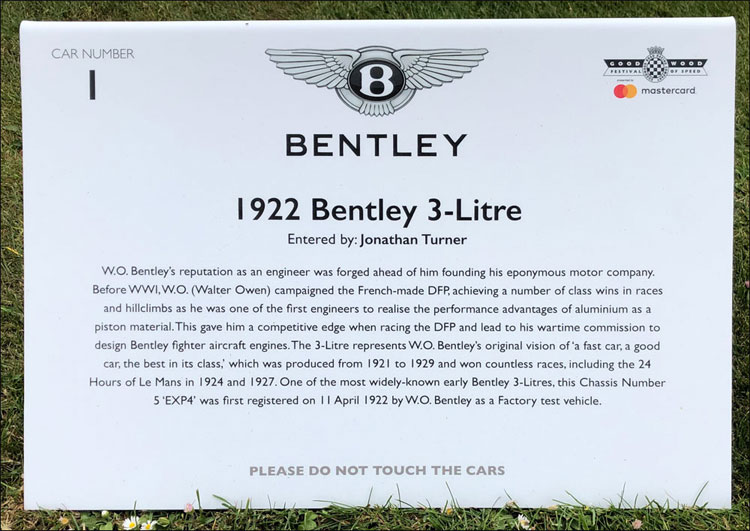 CAR NUMBER
1
B
BENTLEY
GOOD WOOD
FESTIVAL OF SPEED
presented by
mastercard.
1922 Bentley 3-Litre
Entered by: Jonathan Turner
W.O. Bentley's reputation as an engineer was forged ahead of him founding his eponymous motor company.
Before WWI, W.O. (Walter Owen) campaigned the French-made DFP, achieving a number of class wins in races
and hillclimbs as he was one of the first engineers to realise the performance advantages of aluminium as a
piston material. This gave him a competitive edge when racing the DFP and lead to his wartime commission to
design Bentley fighter aircraft engines. The 3-Litre represents W.O. Bentley's original vision of 'a fast car, a good
car, the best in its class,' which was produced from 1921 to 1929 and won countless races, including the 24
Hours of Le Mans in 1924 and 1927. One of the most widely-known early Bentley 3-Litres, this Chassis Number
5 'EXP4' was first registered on 11 April 1922 by W.O. Bentley as a Factory test vehicle.
PLEASE DO NOT TOUCH THE CARS